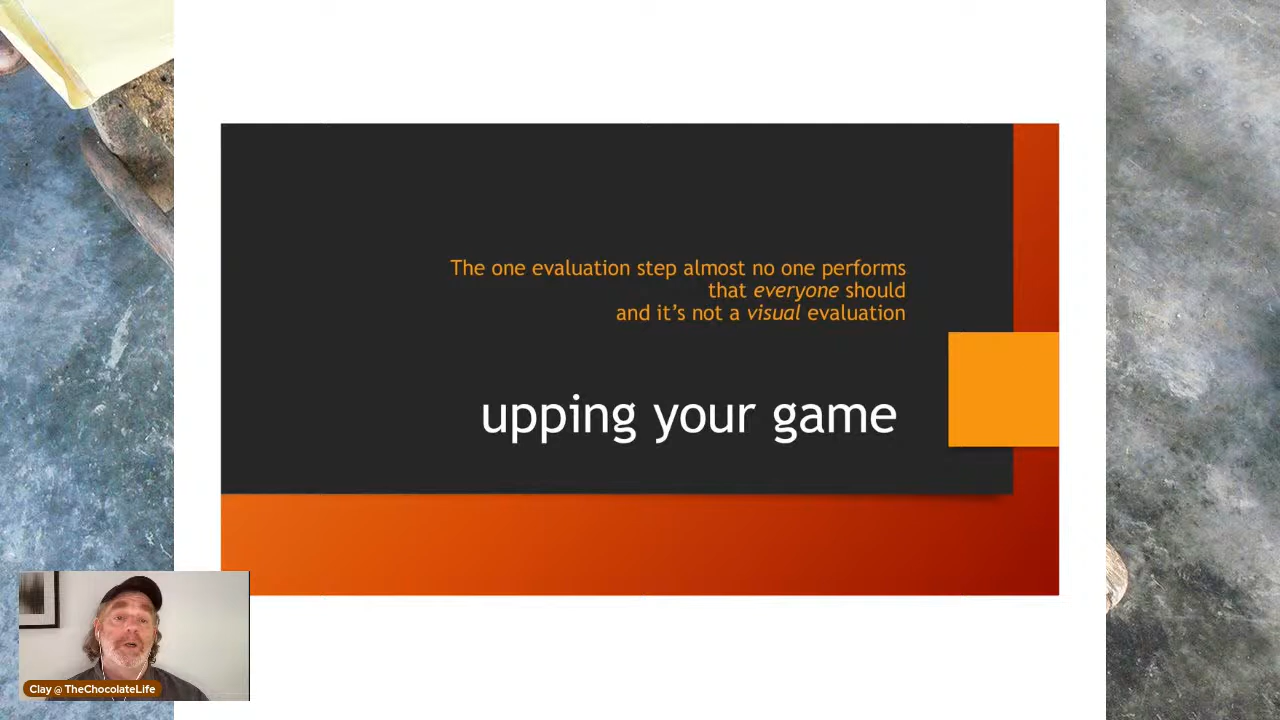 The one evaluation step almost no one performs
that everyone should
and it’s not a visual evaluation
upping your game
Clay @ TheChocolateLife